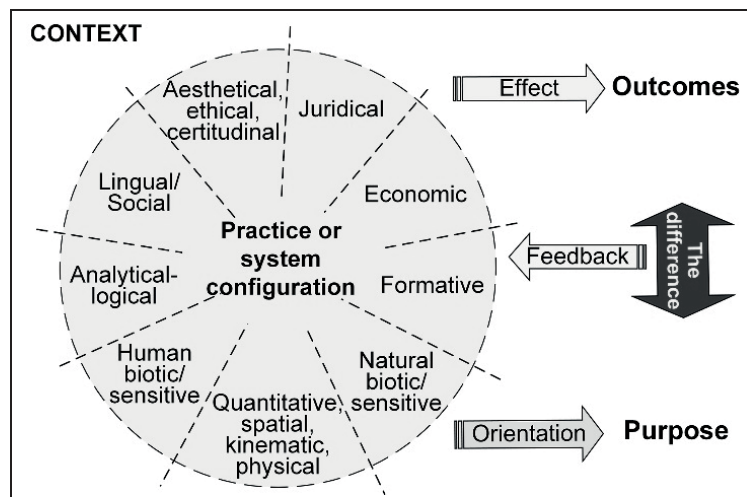 CONTEXT
Aesthetical,
ethical,
certitudinal
Juridical
Effect
Outcomes
Lingual/
Social
Economic
Practice or
system
configuration
Analytical-
logical
Formative
Feedback
The
difference
Human
biotic/
sensitive
Natural
biotic/
sensitive
Quantitative,
spatial,
kinematic,
physical
Orientation
Purpose